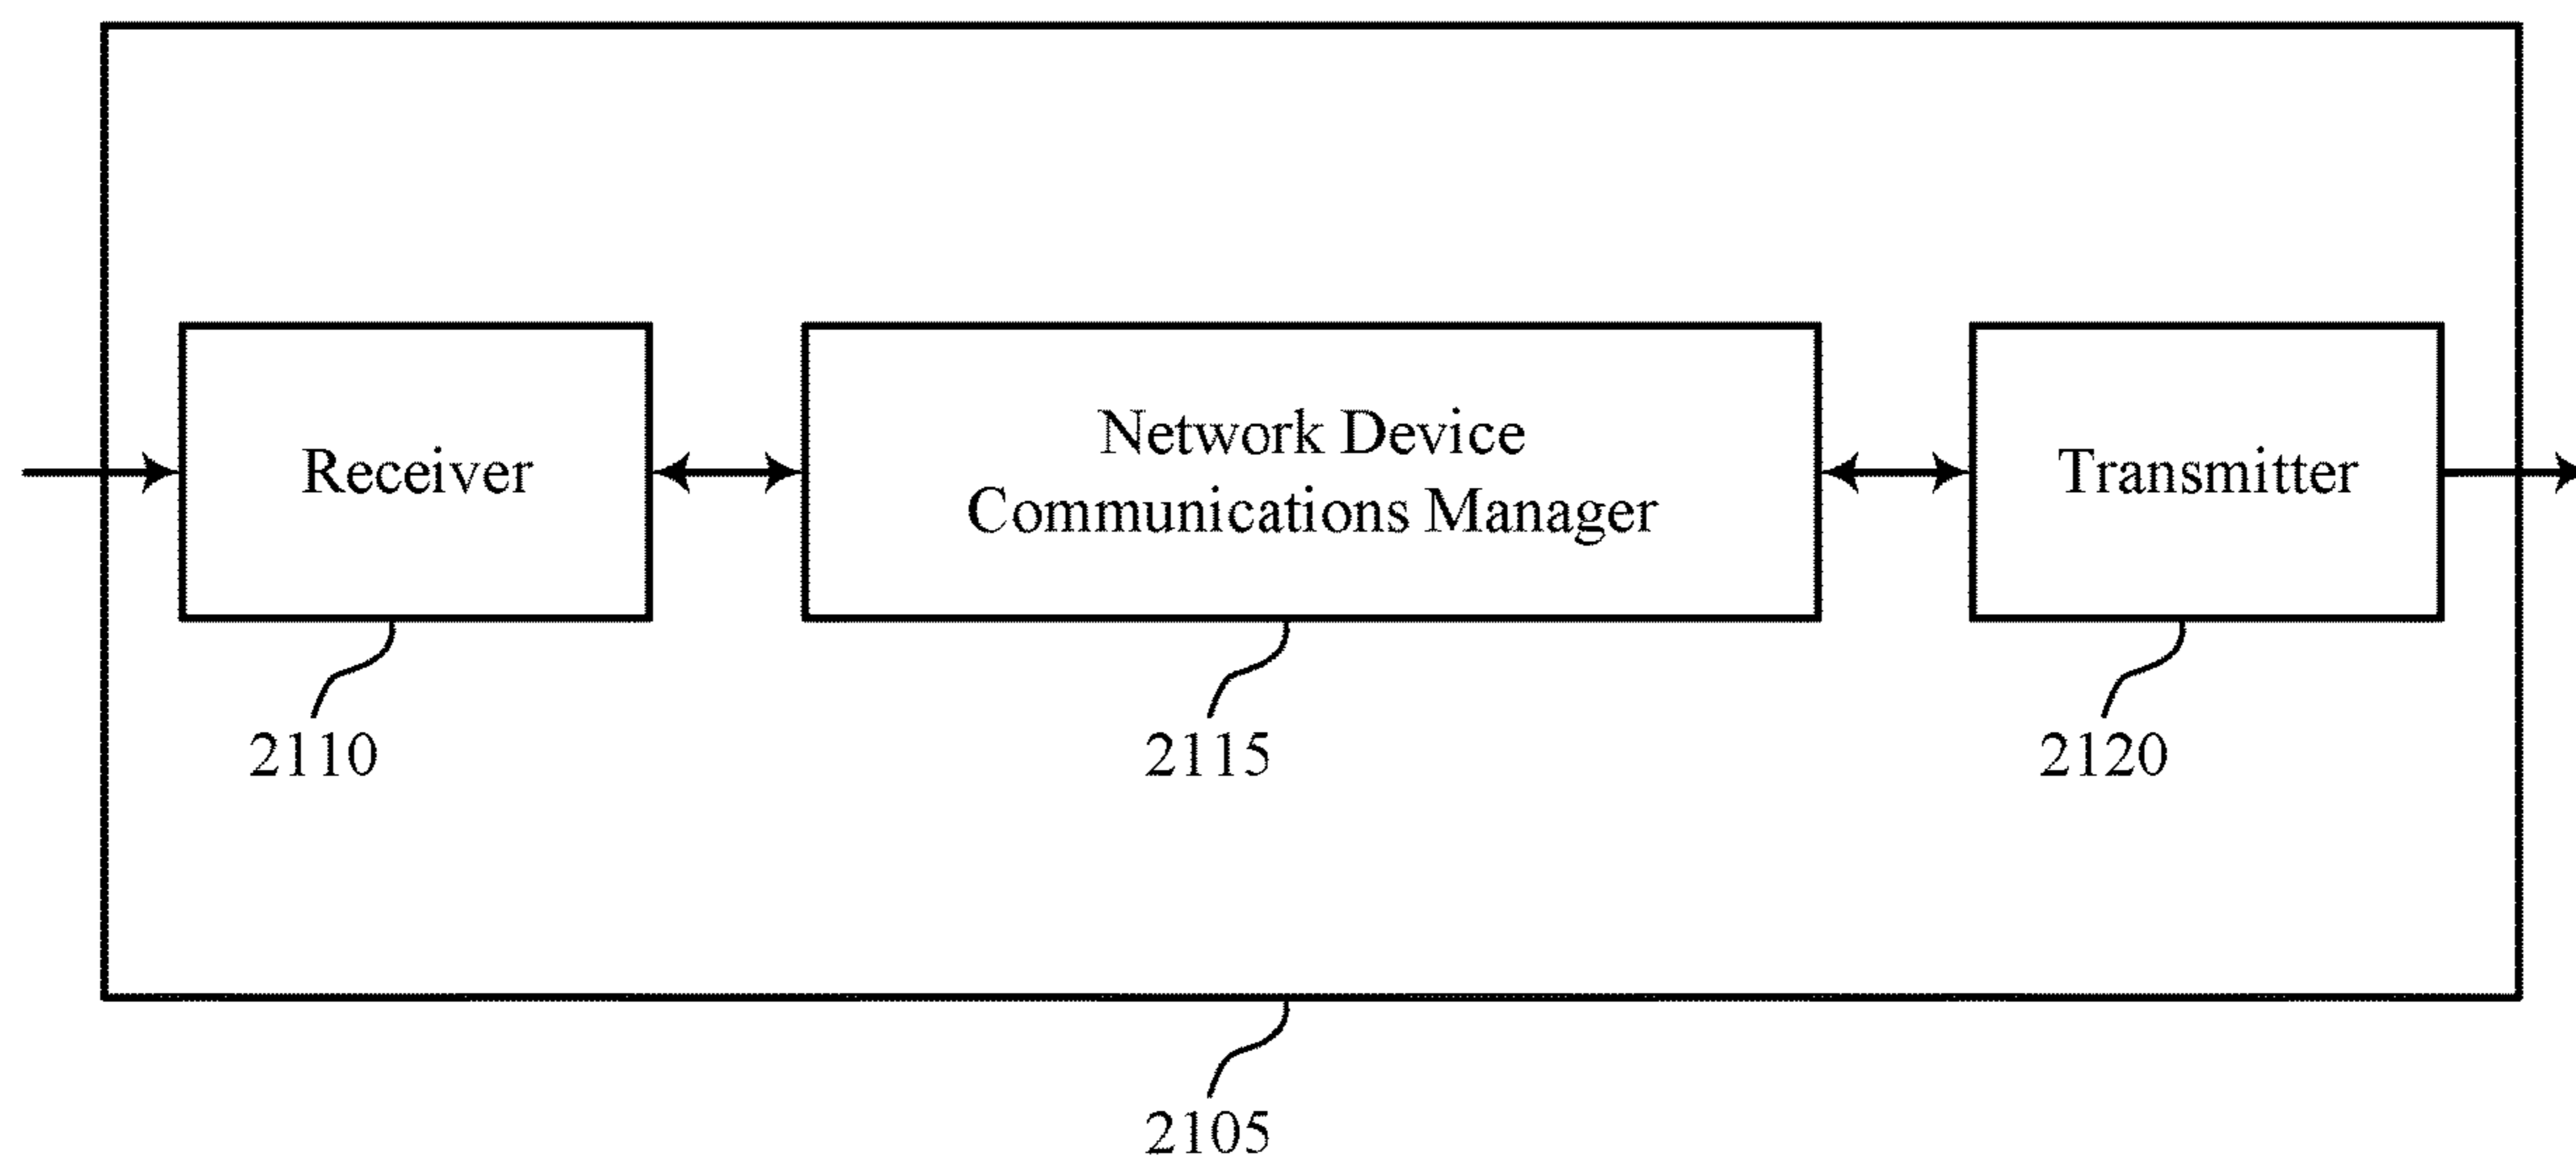 Receiver
Network Device
Communications Manager
Transmitter
2110
2115
2120
2105